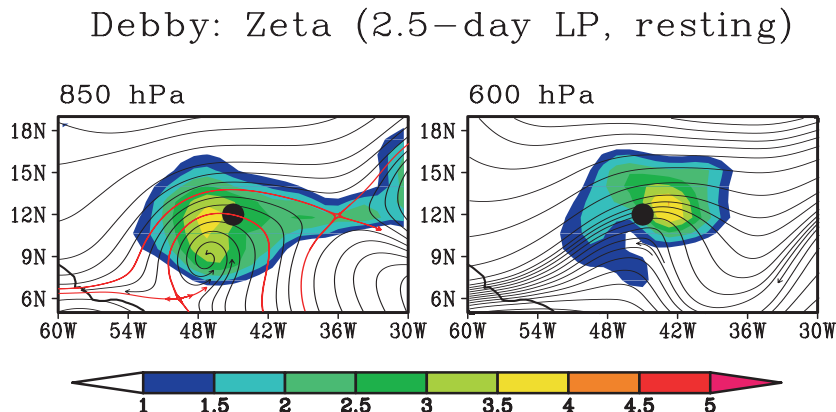 Debby: Zeta (2.5−day LP, resting)
850 hPa 600 hPa
18N 18N
15N 15N
12N 12N
9N 9N
6N 6N
60W 54W 48W 42W 36W 30W 60W 54W 48W 42W 36W 30W
1 1.5 2 2.5 3 3.5 4 4.5 5